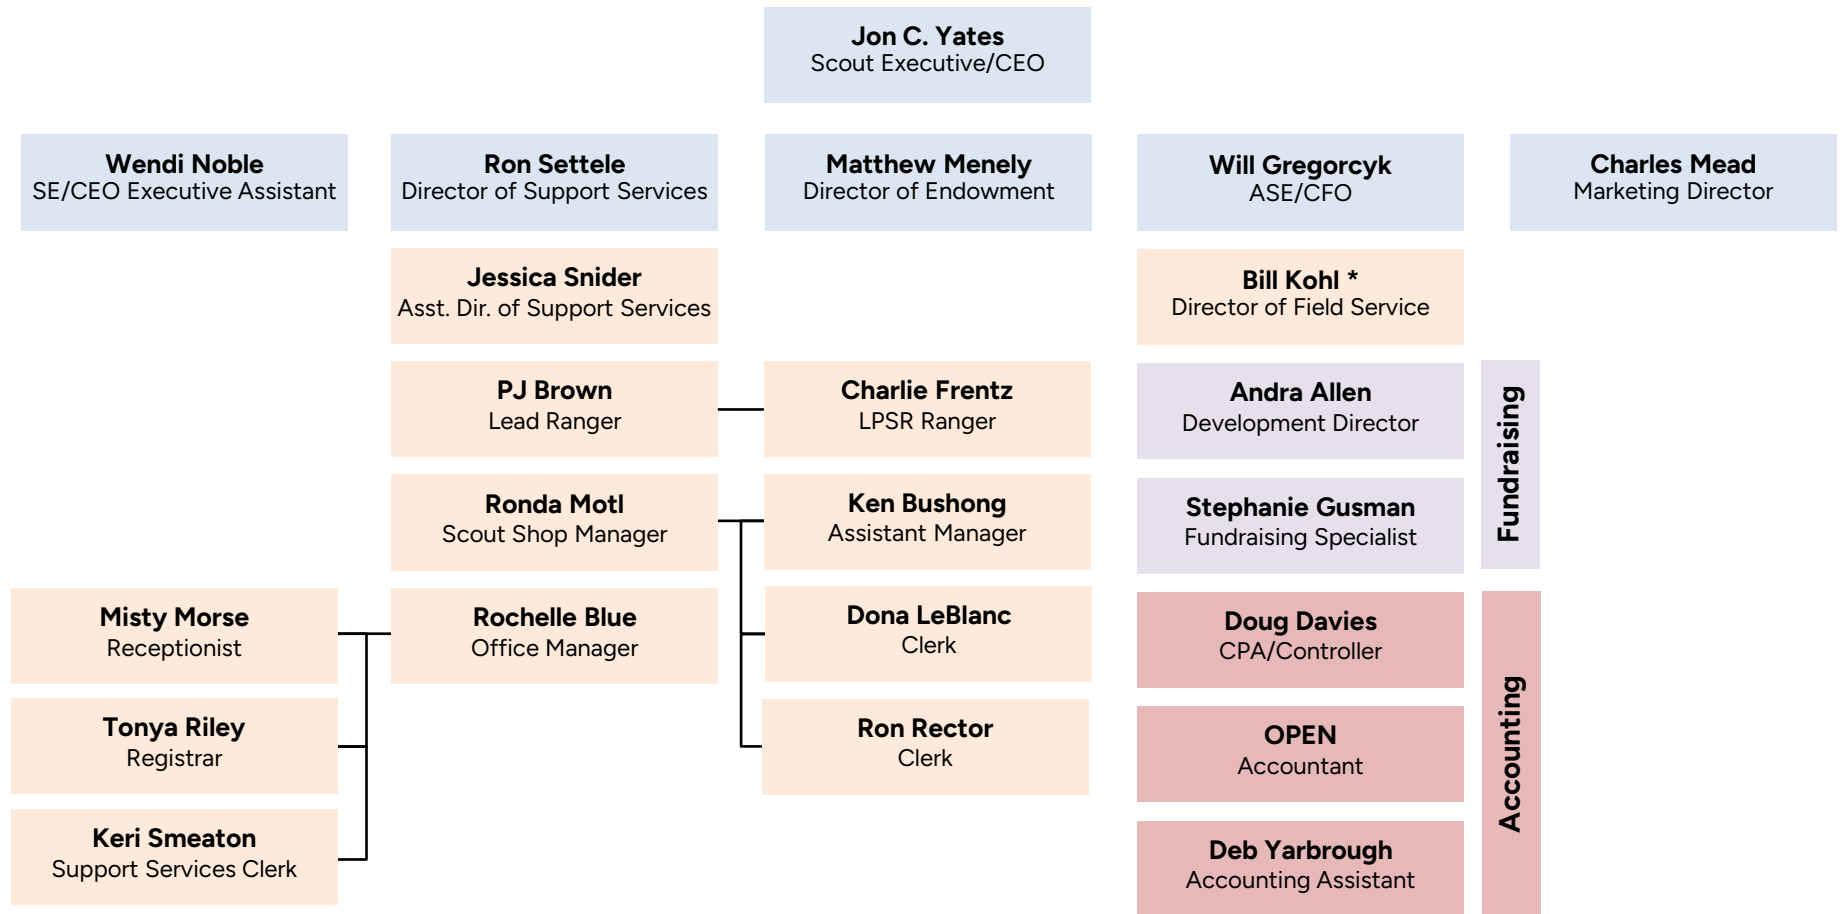 Jon C. Yates
Scout Executive/CEO
Wendi Noble
SE/CEO Executive Assistant
Ron Settele
Director of Support Services
Matthew Menely
Director of Endowment
Will Gregorcyk
ASE/CFO
Charles Mead
Marketing Director
Jessica Snider
Asst. Dir. of Support Services
Bill Kohl *
Director of Field Service
PJ Brown
Lead Ranger
Charlie Frentz
LPSR Ranger
Andra Allen
Development Director
Fundraising
Ronda Motl
Scout Shop Manager
Ken Bushong
Assistant Manager
Stephanie Gusman
Fundraising Specialist
Misty Morse
Receptionist
Rochelle Blue
Office Manager
Dona LeBlanc
Clerk
Doug Davies
CPA/Controller
Accounting
Tonya Riley
Registrar
Ron Rector
Clerk
OPEN
Accountant
Keri Smeaton
Support Services Clerk
Deb Yarbrough
Accounting Assistant